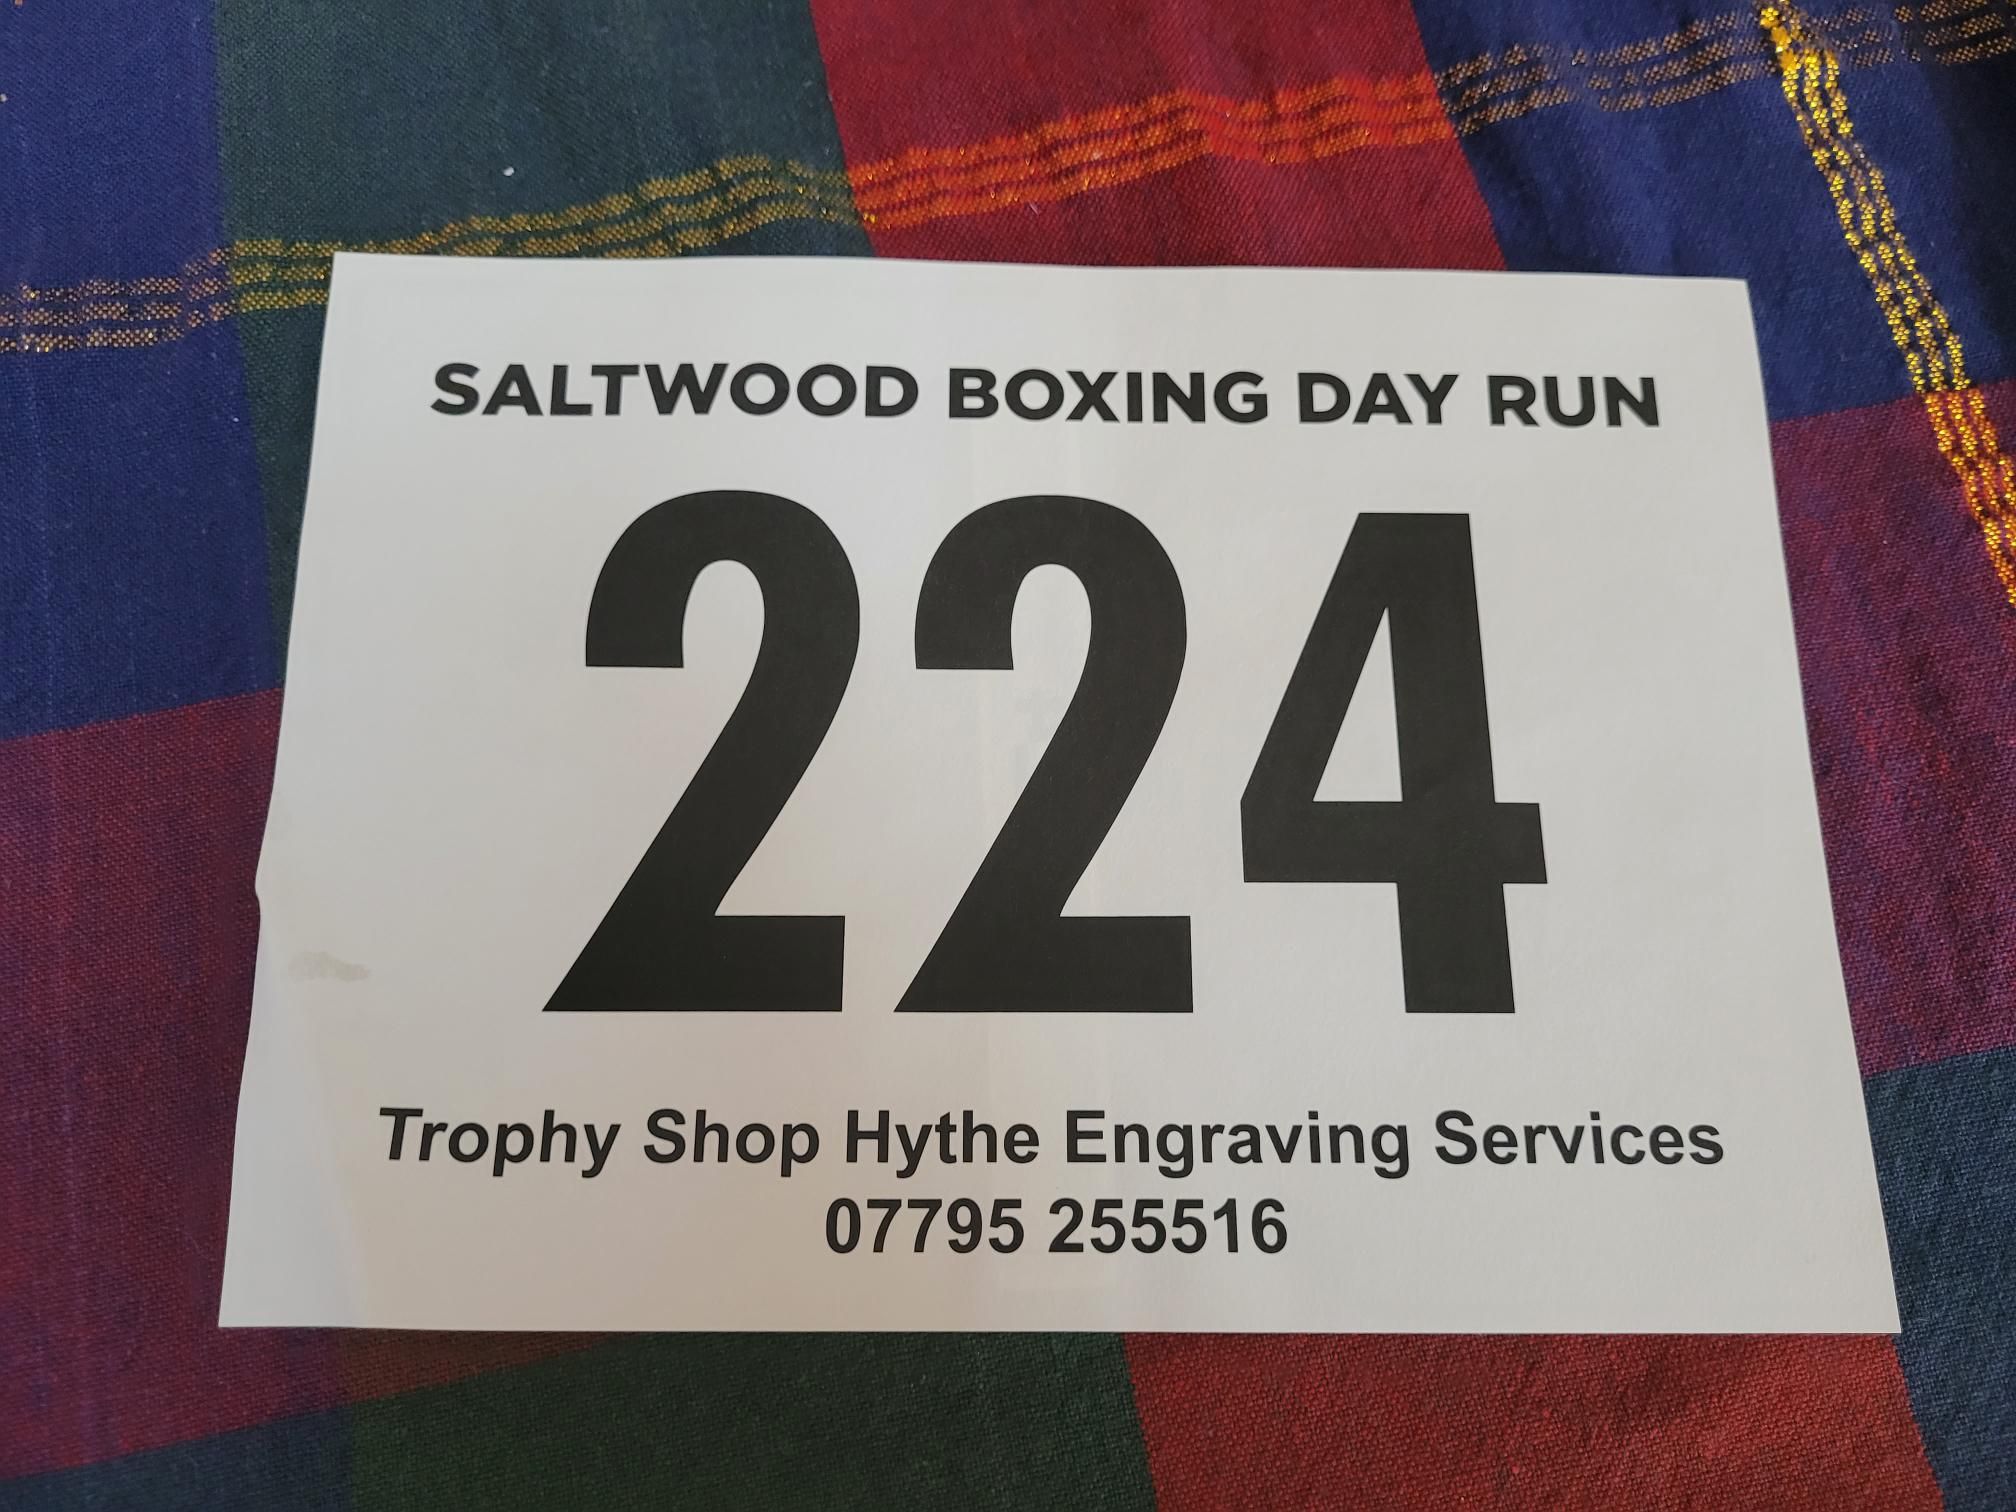 SALTWOOD BOXING DAY RUN
224
Trophy Shop Hythe Engraving Services
07795 255516